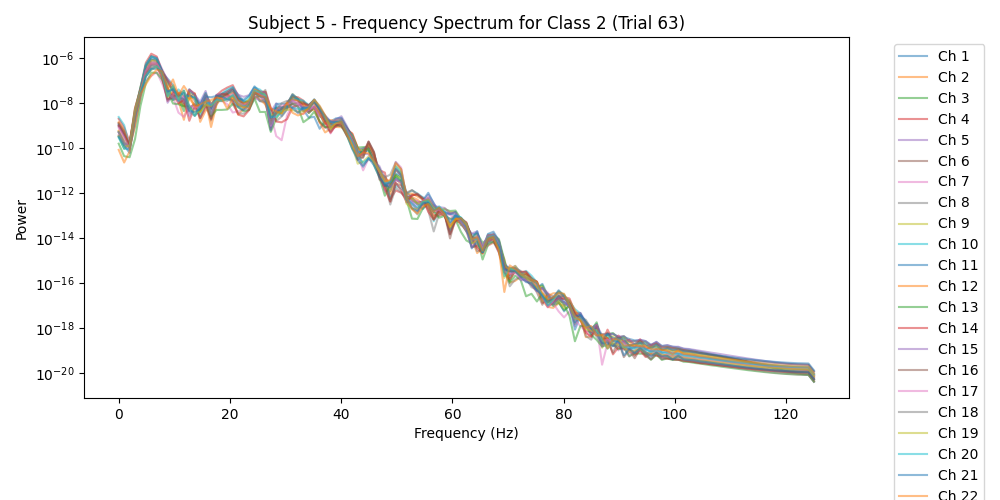 Subject 5 - Frequency Spectrum for Class 2 (Trial 63)
Power
10⁻⁶
10⁻⁸
10⁻¹⁰
10⁻¹²
10⁻¹⁴
10⁻¹⁶
10⁻¹⁸
10⁻²⁰
0 20 40 60 80 100 120
Frequency (Hz)
Ch 1
Ch 2
Ch 3
Ch 4
Ch 5
Ch 6
Ch 7
Ch 8
Ch 9
Ch 10
Ch 11
Ch 12
Ch 13
Ch 14
Ch 15
Ch 16
Ch 17
Ch 18
Ch 19
Ch 20
Ch 21
Ch 22